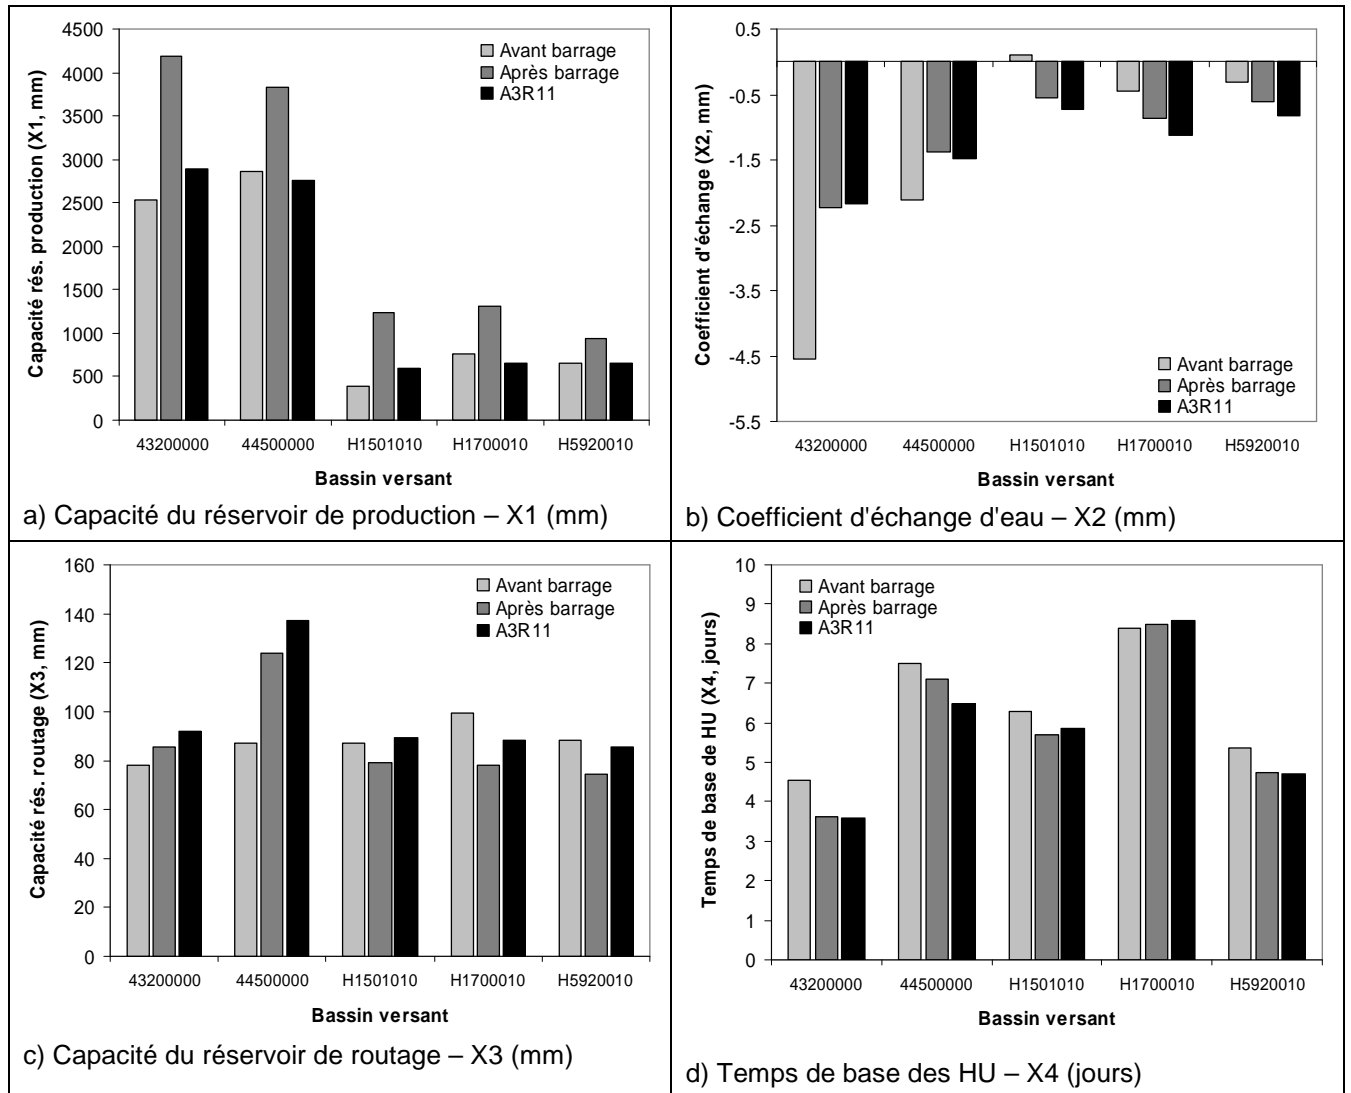 4500
4000
3500
3000
2500
2000
1500
1000
500
0
Capacité rés. production (X1, mm)
Avant barrage
Après barrage
A3R11
43200000 44500000 H1501010 H1700010 H5920010
Bassin versant
a) Capacité du réservoir de production – X1 (mm)
0.5
-0.5
-1.5
-2.5
-3.5
-4.5
-5.5
Coefficient d'échange (X2, mm)
Avant barrage
Après barrage
A3R11
43200000 44500000 H1501010 H1700010 H5920010
Bassin versant
b) Coefficient d'échange d'eau – X2 (mm)
160
140
120
100
80
60
40
20
0
Capacité rés. routage (X3, mm)
Avant barrage
Après barrage
A3R11
43200000 44500000 H1501010 H1700010 H5920010
Bassin versant
c) Capacité du réservoir de routage – X3 (mm)
10
9
8
7
6
5
4
3
2
1
0
Temps de base de HU (X4, jours)
Avant barrage
Après barrage
A3R11
43200000 44500000 H1501010 H1700010 H5920010
Bassin versant
d) Temps de base des HU – X4 (jours)